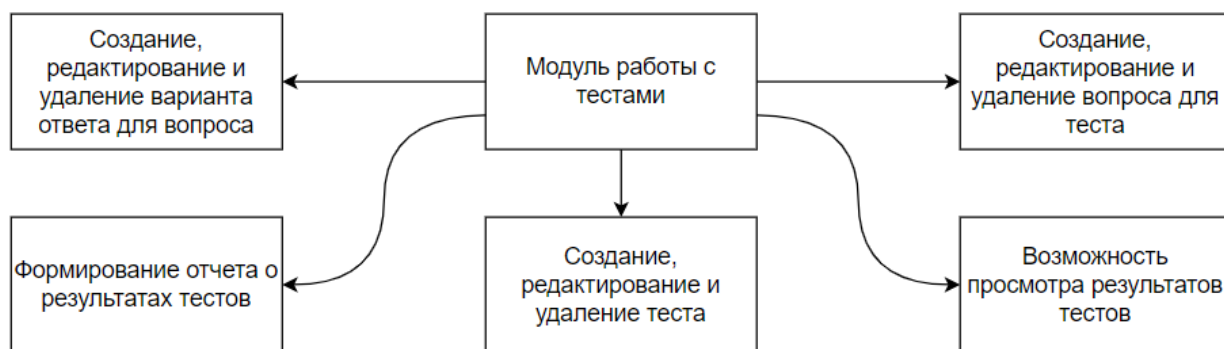 Создание,
редактирование и
удаление варианта
ответа для вопроса
Модуль работы с
тестами
Создание,
редактирование и
удаление вопроса для
теста
Формирование отчета о
результатах тестов
Создание,
редактирование и
удаление теста
Возможность
просмотра результатов
тестов